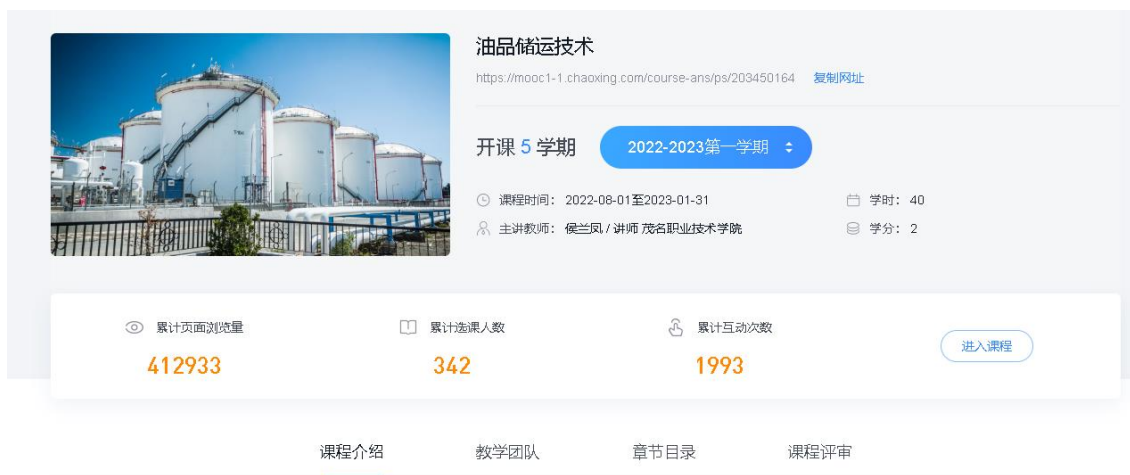 油品储运技术
https://mooc1-1.chaoxing.com/course-ans/ps/203450164 复制网址
开课 5 学期 2022-2023第一学期
课程时间： 2022-08-01至2023-01-31 学时： 40
主讲教师： 侯兰凤 / 讲师 茂名职业技术学院 学分： 2
累计页面浏览量 累计选课人数 累计互动次数
412933 342 1993 进入课程
课程介绍 教学团队 章节目录 课程评审